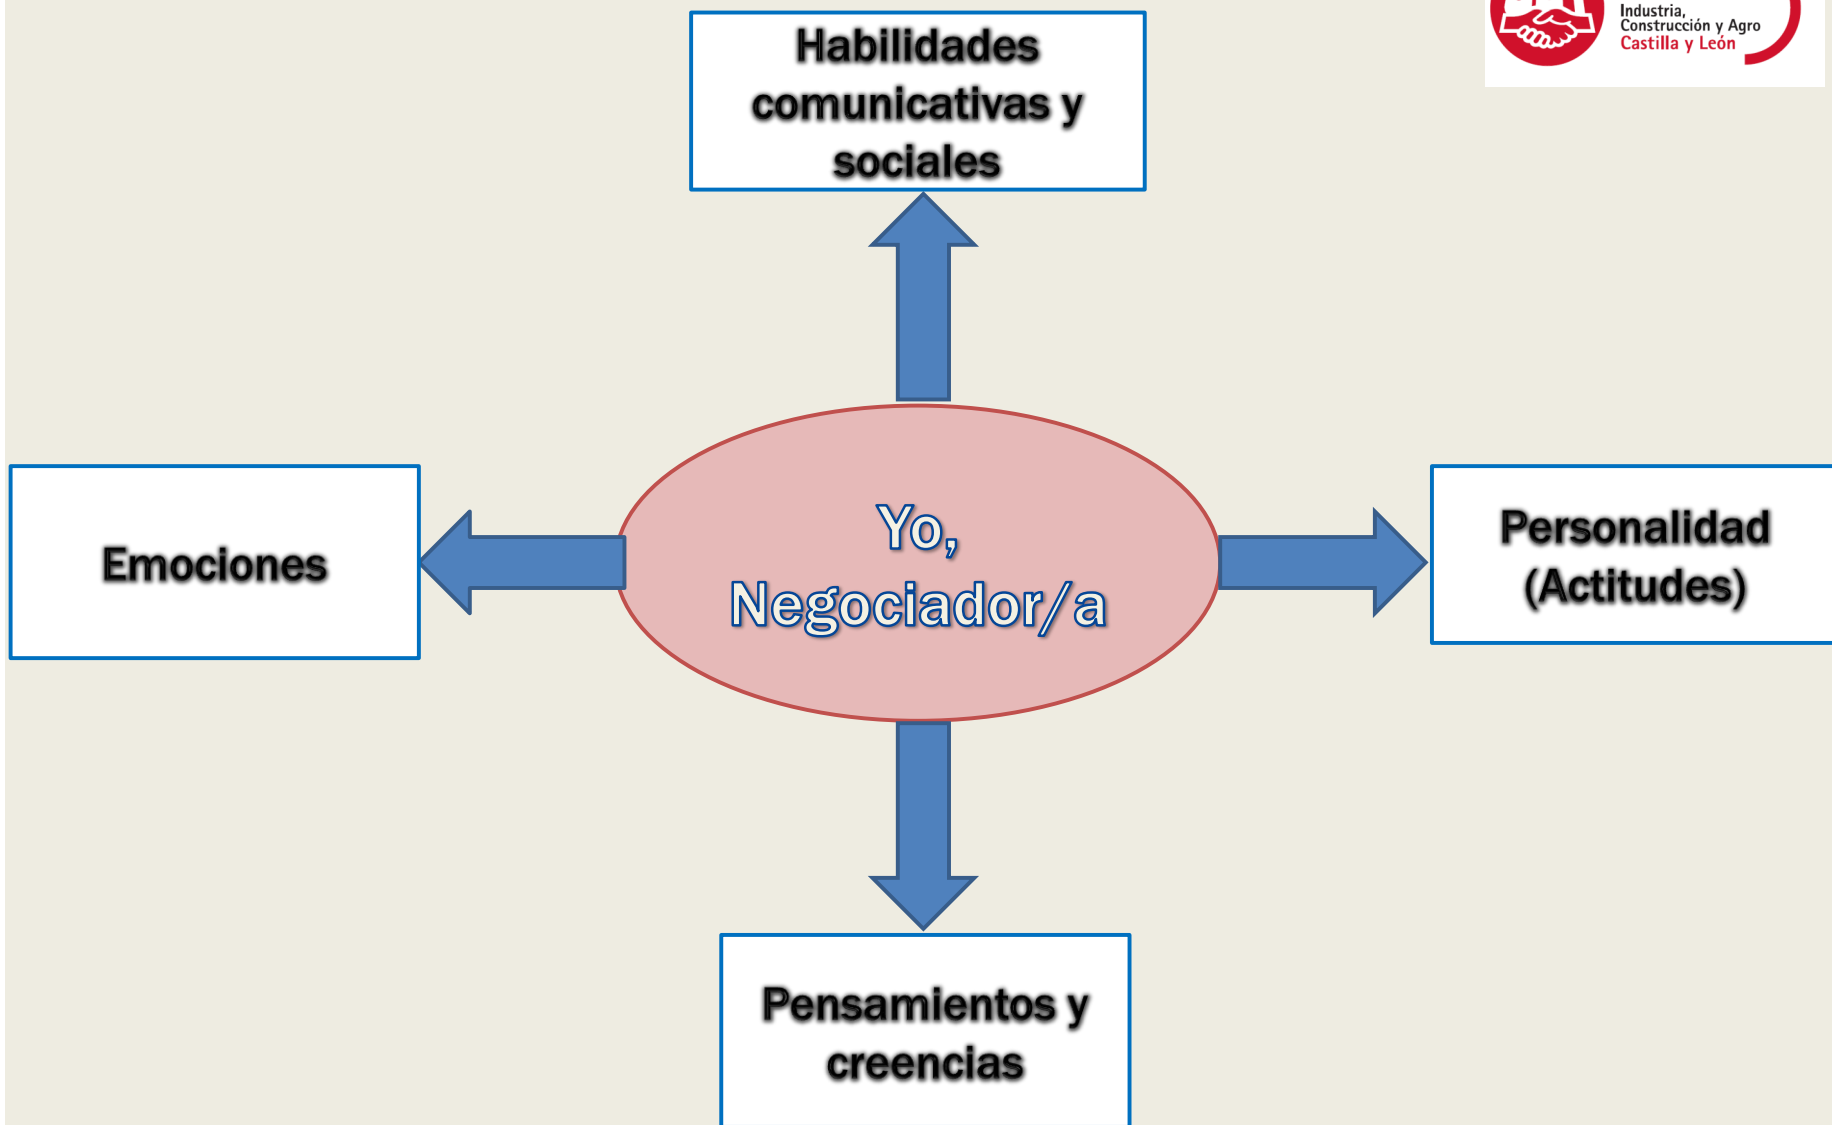 Industria,
Construcción y Agro
Castilla y León
Habilidades
comunicativas y
sociales
Emociones
Yo,
Negociador/a
Personalidad
(Actitudes)
Pensamientos y
creencias